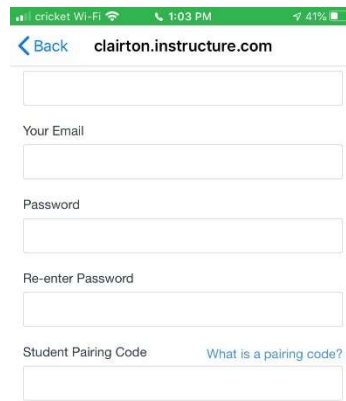 cricket Wi-Fi 1:03 PM 41%
Back clairton.instructure.com
Your Email
Password
Re-enter Password
Student Pairing Code What is a pairing code?